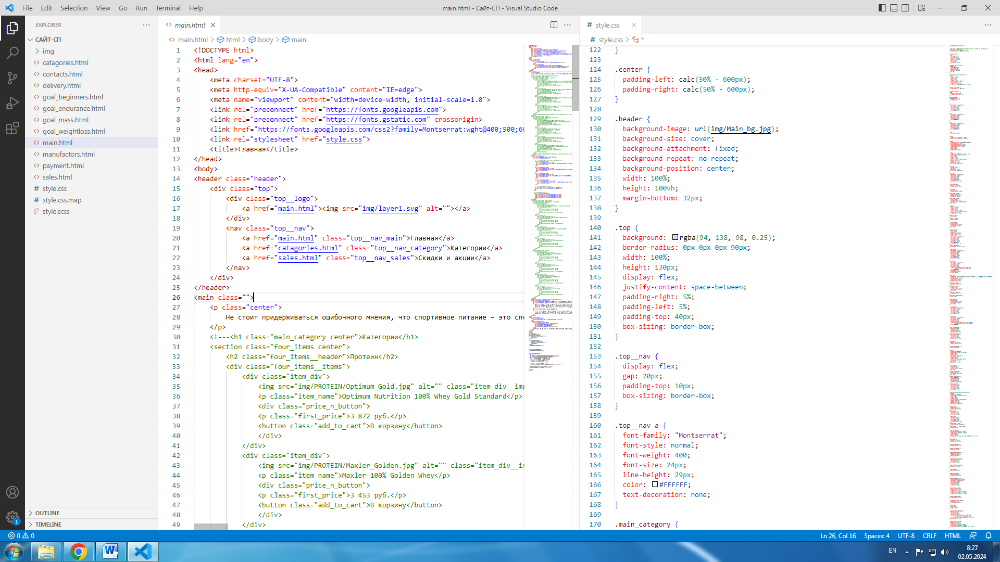 File Edit Selection View Go Run Terminal Help
main.html - Сайт-СП - Visual Studio Code
EXPLORER
САЙТ-СП
img
catagories.html
contacts.html
delivery.html
goal_beginners.html
goal_endurance.html
goal_mass.html
goal_weightloss.html
main.html
manufactors.html
payment.html
sales.html
style.css
style.css.map
style.scss
OUTLINE
TIMELINE
main.html
main.html > html > body > main.
1 <!DOCTYPE html>
2 <html lang="en">
3 <head>
4 <meta charset="UTF-8">
5 <meta http-equiv="X-UA-Compatible" content="IE=edge">
6 <meta name="viewport" content="width=device-width, initial-scale=1.0">
7 <link rel="preconnect" href="https://fonts.googleapis.com">
8 <link rel="preconnect" href="https://fonts.gstatic.com" crossorigin>
9 <link href="https://fonts.googleapis.com/css2?family=Montserrat:wght@400;500;60
10 <link rel="stylesheet" href="style.css">
11 <title>Главная</title>
12 </head>
13 <body>
14 <header class="header">
15 <div class="top">
16 <div class="top__logo">
17 <a href="main.html"><img src="img/layer1.svg" alt=""></a>
18 </div>
19 <nav class="top__nav">
20 <a href="main.html" class="top__nav_main">Главная</a>
21 <a href="catagories.html" class="top__nav_category">Категории</a>
22 <a href="sales.html" class="top__nav_sales">Скидки и акции</a>
23 </nav>
24 </div>
25 </header>
26 <main class="">
27 <p class="center">
28 Не стоит придерживаться ошибочного мнения, что спортивное питание – это спе
29 </p>
30 <!---<h1 class="main_category center">Категории</h1>
31 <section class="four_items center">
32 <h2 class="four_items__header">Протеин</h2>
33 <div class="four_items__items">
34 <div class="item_div">
35 <img src="img/PROTEIN/Optimum_Gold.jpg" alt="" class="item_div__img
36 <p class="item_name">Optimum Nutrition 100% Whey Gold Standard</p>
37 <div class="price_n_button">
38 <p class="first_price">3 872 руб.</p>
39 <button class="add_to_cart">В корзину</button>
40 </div>
41 </div>
42 <div class="item_div">
43 <img src="img/PROTEIN/Maxler_Golden.jpg" alt="" class="item_div__im
44 <p class="item_name">Maxler 100% Golden Whey</p>
45 <div class="price_n_button">
46 <p class="first_price">3 453 руб.</p>
47 <button class="add_to_cart">В корзину</button>
48 </div>
49 </div>
# style.css
# style.css > *
122 }
123
124 .center {
125 padding-left: calc(50% - 600px);
126 padding-right: calc(50% - 600px);
127 }
128
129 .header {
130 background-image: url(img/Main_bg.jpg);
131 background-size: cover;
132 background-attachment: fixed;
133 background-repeat: no-repeat;
134 background-position: center;
135 width: 100%;
136 height: 100vh;
137 margin-bottom: 32px;
138 }
139
140 .top {
141 background: rgba(94, 138, 98, 0.25);
142 border-radius: 0px 0px 0px 90px;
143 width: 100%;
144 height: 130px;
145 display: flex;
146 justify-content: space-between;
147 padding-right: 5%;
148 padding-left: 5%;
149 padding-top: 40px;
150 box-sizing: border-box;
151 }
152
153 .top__nav {
154 display: flex;
155 gap: 20px;
156 padding-top: 10px;
157 box-sizing: border-box;
158 }
159
160 .top__nav a {
161 font-family: "Montserrat";
162 font-style: normal;
163 font-weight: 400;
164 font-size: 24px;
165 line-height: 29px;
166 color: #FFFFFF;
167 text-decoration: none;
168 }
169
170 .main_category {
1
0 0
Ln 26, Col 16 Spaces: 4 UTF-8 CRLF HTML
EN
8:27
02.05.2024